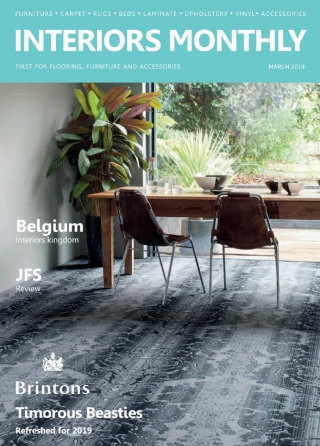 FURNITURE • CARPET • RUGS • BEDS • LAMINATE • UPHOLSTERY • VINYL • ACCESSORIES
INTERIORS MONTHLY
FIRST FOR FLOORING, FURNITURE AND ACCESSORIES
MARCH 2019
Belgium
Interiors kingdom
JFS
Review
Brintons
Timorous Beasties
Refreshed for 2019